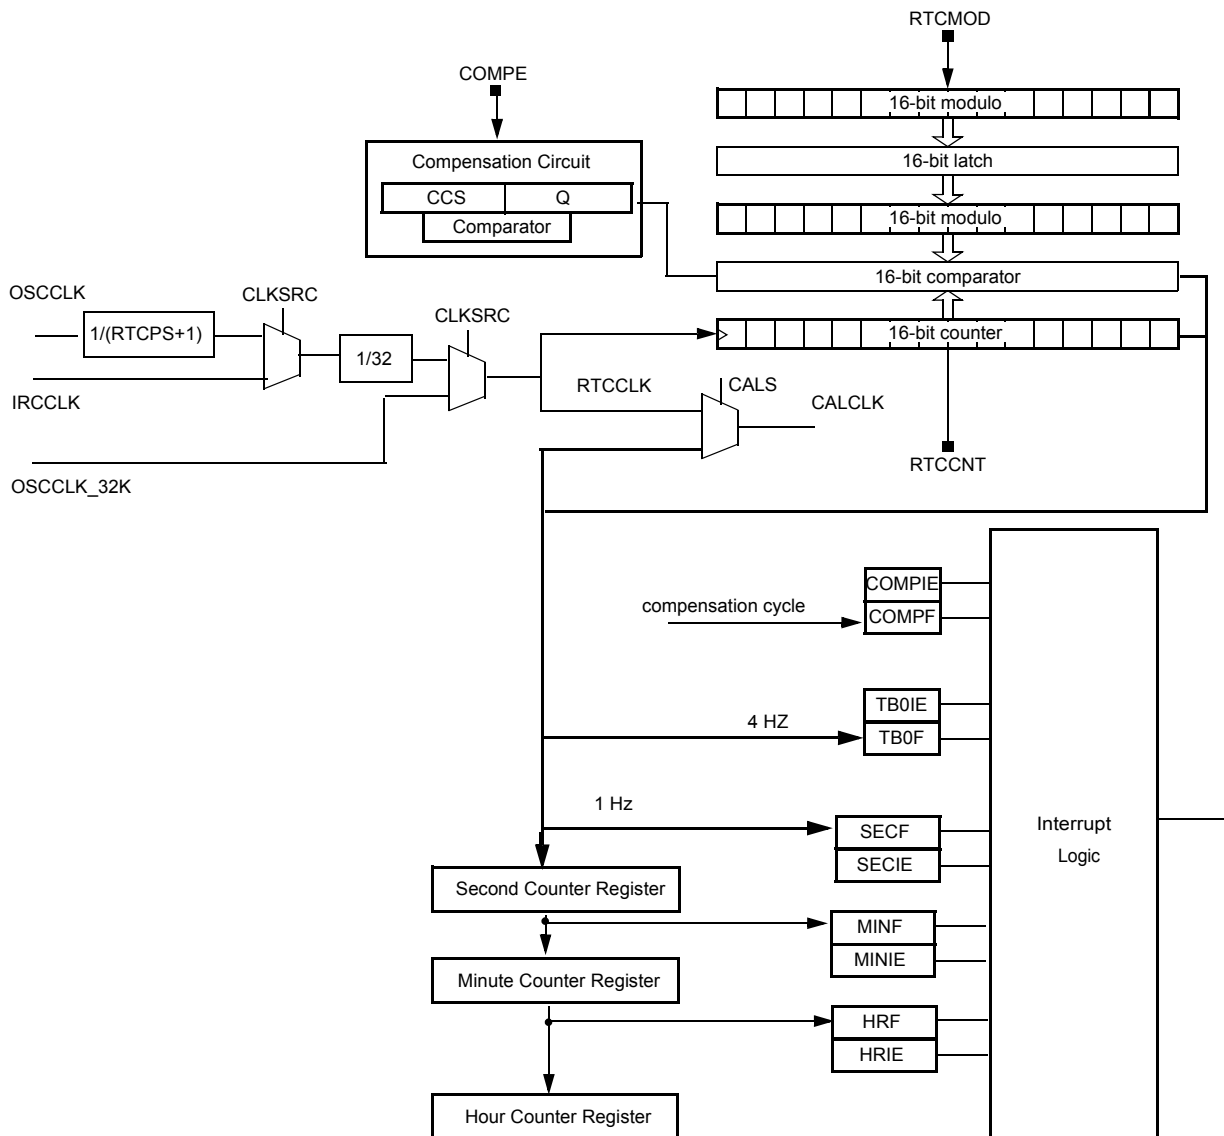 RTCMOD
COMPE
16-bit modulo
Compensation Circuit
16-bit latch
CCS
Q
16-bit modulo
Comparator
16-bit comparator
OSCCLK
CLKSRC
CLKSRC
1/(RTCPS+1)
16-bit counter
1/32
RTCCLK
CALS
IRCCLK
CALCLK
RTCCNT
OSCCLK_32K
COMPIE
compensation cycle
COMPF
TB0IE
4 HZ
TB0F
1 Hz
SECF
Interrupt
Logic
SECIE
Second Counter Register
MINF
MINIE
Minute Counter Register
HRF
HRIE
Hour Counter Register